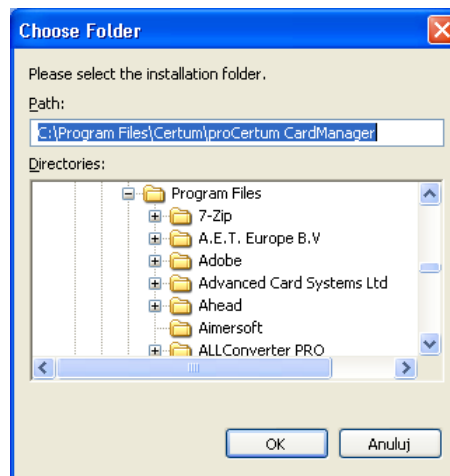 Choose Folder
Please select the installation folder.
Path:
C:\Program Files\Certum\proCertum CardManager
Directories:
Program Files
7-Zip
A.E.T. Europe B.V
Adobe
Advanced Card Systems Ltd
Ahead
Aimersoft
ALLConverter PRO
OK
Anuluj